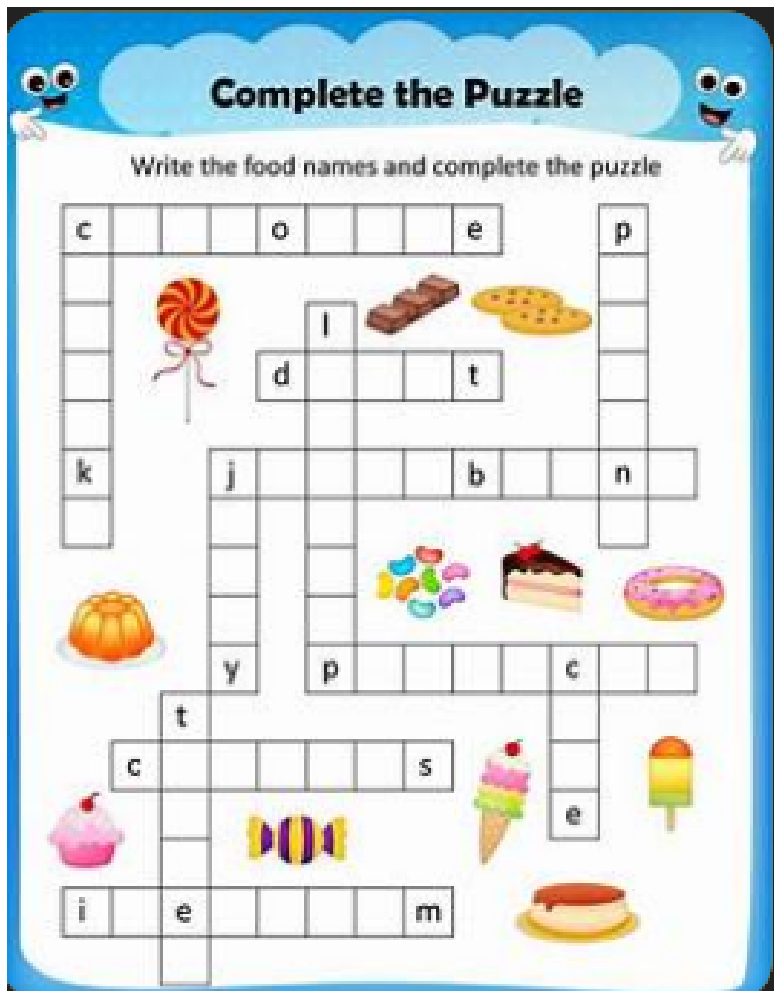 Complete the Puzzle
Write the food names and complete the puzzle
c o e p
l
d t
k j b n
y p c
t
c s
e
i e m